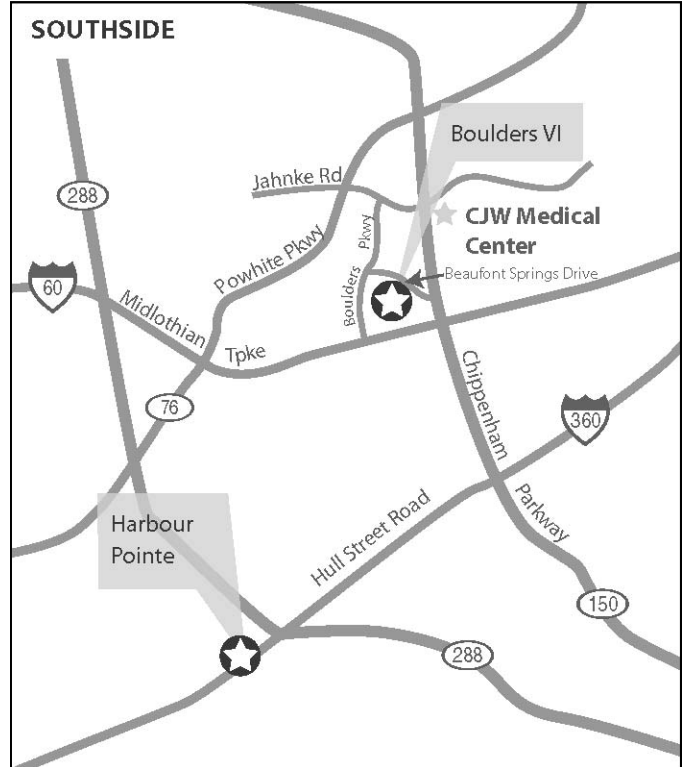 SOUTHSIDE
Boulders VI
288
Jahnke Rd
CJW Medical
Center
Powhite Pkwy
Boulders Pkwy
Beaufont Springs Drive
60
Midlothian Tpke
76
Chippenham Parkway
360
Harbour
Pointe
Hull Street Road
150
288